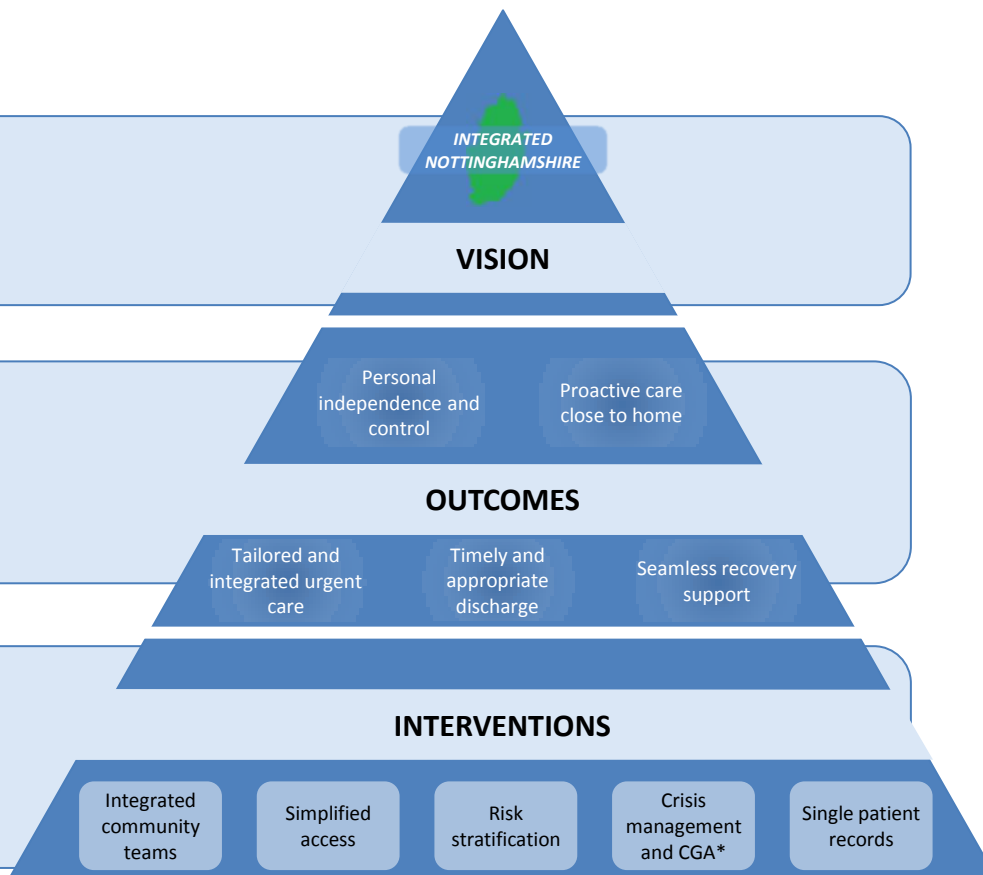 INTEGRATED
NOTTINGHAMSHIRE
VISION
Personal
independence and
control
Proactive care
close to home
OUTCOMES
Tailored and
integrated urgent
care
Timely and
appropriate
discharge
Seamless recovery
support
INTERVENTIONS
Integrated
community
teams
Simplified
access
Risk
stratification
Crisis
management
and CGA*
Single patient
records